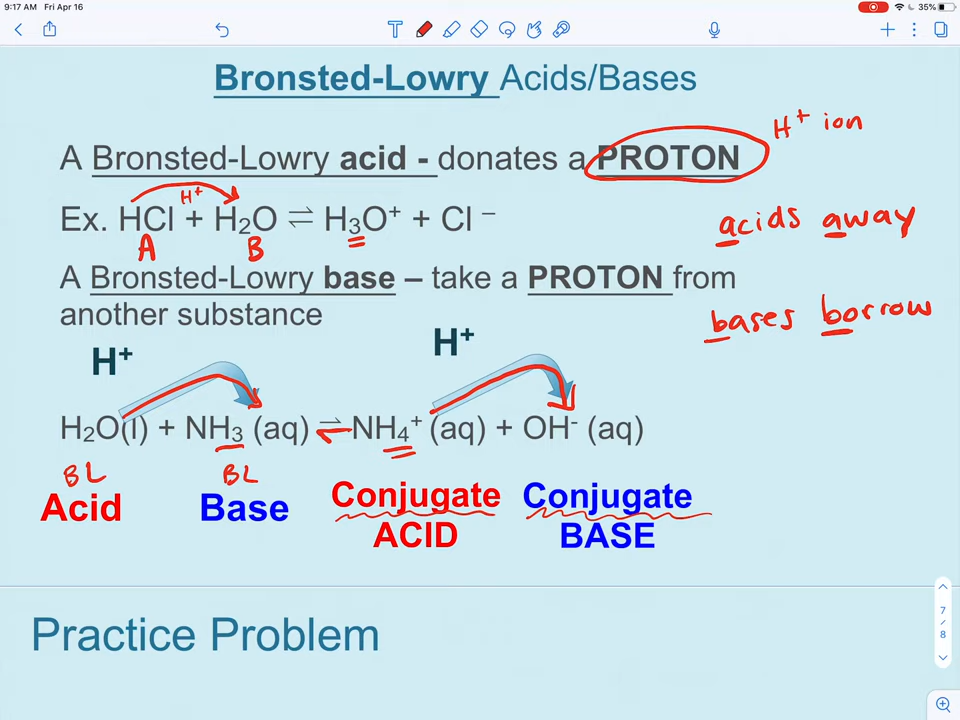 9:17 AM Fri Apr 16
35%
Bronsted-Lowry Acids/Bases
H+ ion
A Bronsted-Lowry acid - donates a PROTON
H+
Ex. HCl + H₂O ⇌ H₃O⁺ + Cl ⁻
acids away
A B
A Bronsted-Lowry base – take a PROTON from
another substance
bases borrow
H⁺ H⁺
H₂O(l) + NH₃ (aq) ⇌ NH₄⁺ (aq) + OH⁻ (aq)
BL BL
Acid Base Conjugate ACID Conjugate BASE
Practice Problem
7
/
8